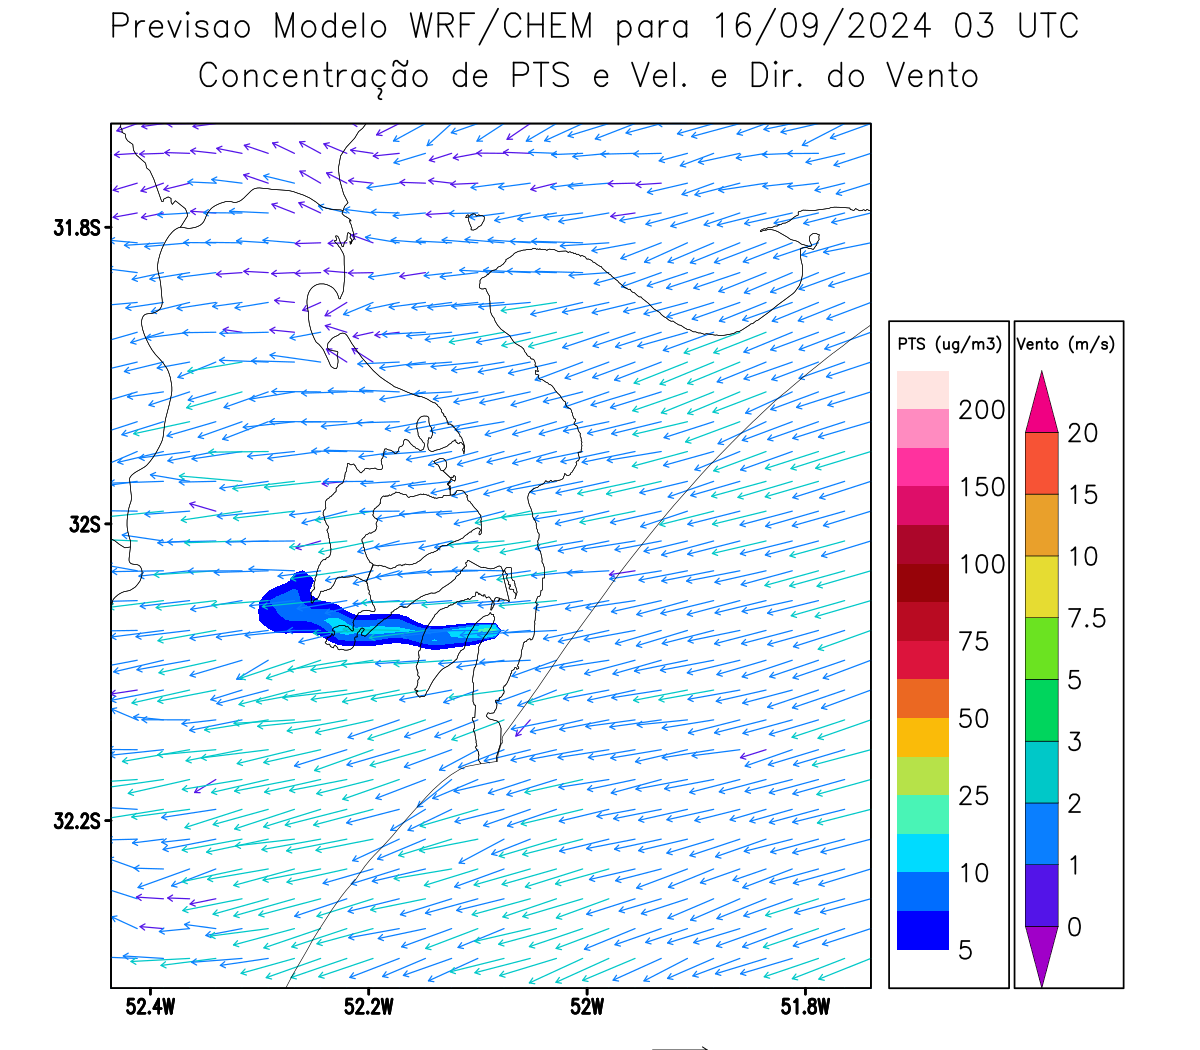 Previsao Modelo WRF/CHEM para 16/09/2024 03 UTC
Concentração de PTS e Vel. e Dir. do Vento
31.8S
32S
32.2S
52.4W
52.2W
52W
51.8W
PTS (ug/m3)
200
150
100
75
50
25
10
5
Vento (m/s)
20
15
10
7.5
5
3
2
1
0